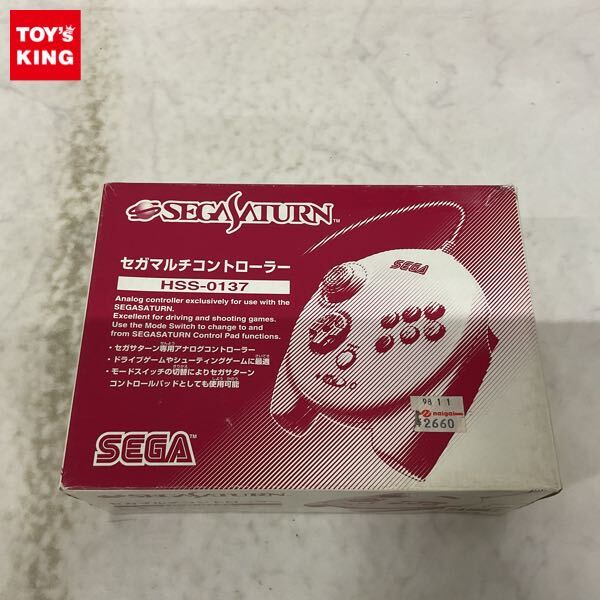 TOY'S
KING
SEGASATURN™
セガマルチコントローラー
HSS-0137
Analog controller exclusively for use with the
SEGASATURN.
Excellent for driving and shooting games.
Use the Mode Switch to change to and
from SEGASATURN Control Pad functions.
・セガサターン専用アナログコントローラー
・ドライブゲームやシューティングゲームに最適
・モードスイッチの切替によりセガサターン
コントロールパッドとしても使用可能
SEGA™
SEGA
98 11
naigai
¥2660
SEGASATURN